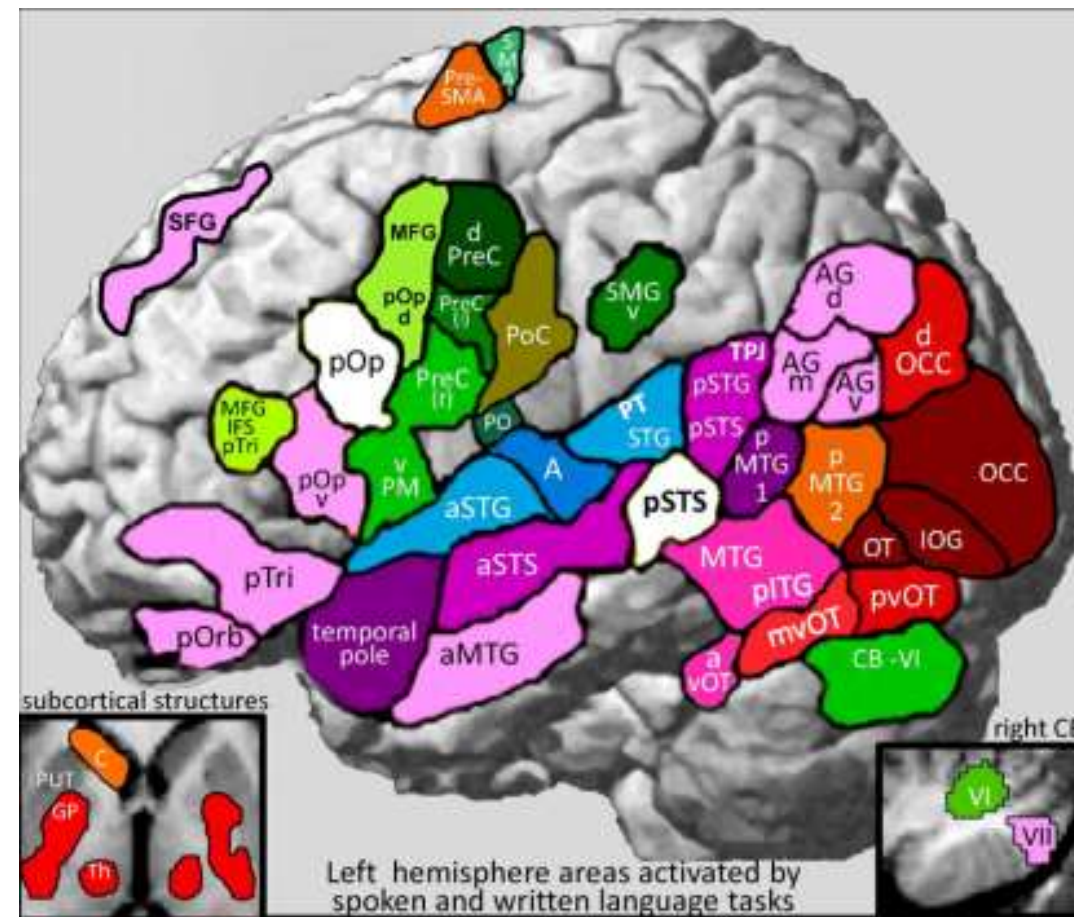 S
M
A
Pre-
SMA
SFG
MFG
pOp
d
d
PreC
PreC
(l)
PoC
SMG
v
AG
d
d
OCC
pOp
PreC
(r)
TPJ
pSTG
pSTS
AG
m
AG
v
MFG
IFS
pTri
PO
PT
STG
pOp
v
v
PM
A
p
MTG
1
p
MTG
2
OCC
aSTG
pSTS
aSTS
MTG
pITG
OT
IOG
pTri
pvOT
mvOT
pOrb
temporal
pole
aMTG
a
vOT
CB -VI
subcortical structures
right CE
C
PUT
GP
Th
VI
VII
Left hemisphere areas activated by
spoken and written language tasks